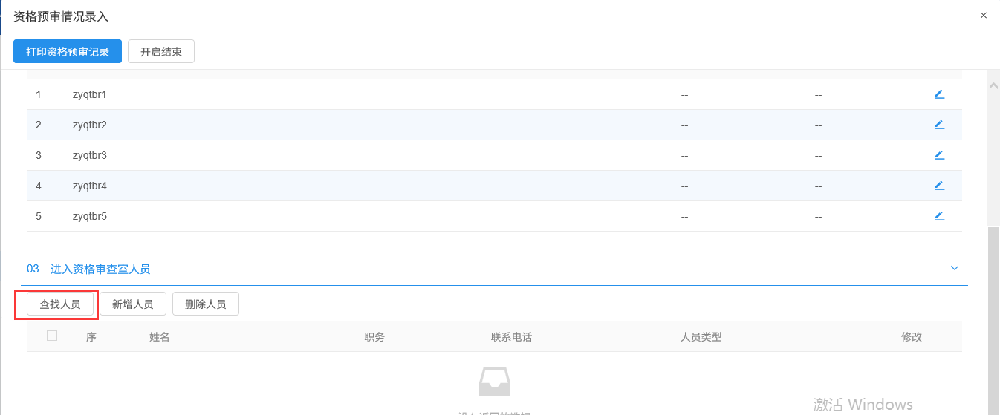 资格预审情况录入
打印资格预审记录 开启结束
1 zyqtbr1 -- --
2 zyqtbr2 -- --
3 zyqtbr3 -- --
4 zyqtbr4 -- --
5 zyqtbr5 -- --
03 进入资格审查室人员
查找人员 新增人员 删除人员
序 姓名 职务 联系电话 人员类型 修改
激活 Windows